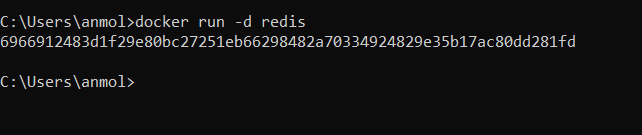 C:\Users\anmol>docker run -d redis
6966912483d1f29e80bc27251eb66298482a70334924829e35b17ac80dd281fd
C:\Users\anmol>